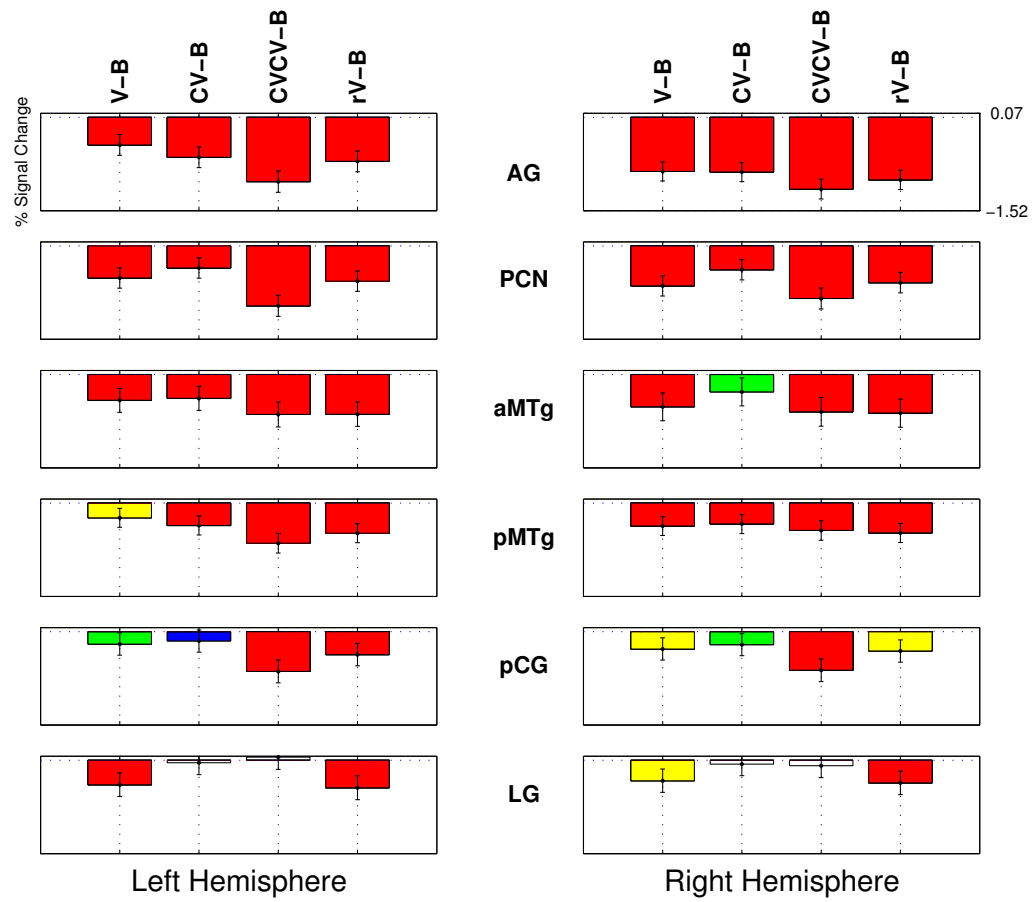 V−B CV−B CVCV−B rV−B V−B CV−B CVCV−B rV−B
% Signal Change
0.07
AG
−1.52
PCN
aMTg
pMTg
pCG
LG
Left Hemisphere Right Hemisphere